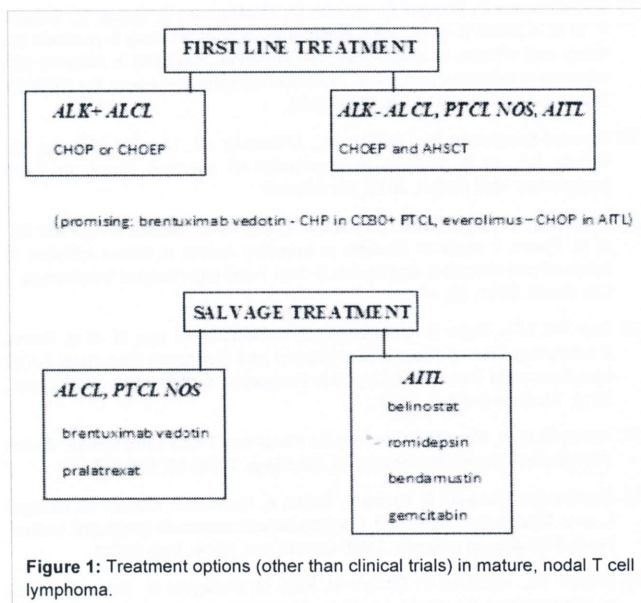 FIRST LINE TREATMENT
ALK+ ALCL
CHOP or CHOEP
ALK- ALCL, PTCL NOS, AITL
CHOEP and AHSCT
(promising: brentuximab vedotin - CHP in CD30+ PTCL, everolimus – CHOP in AITL)
SALVAGE TREATMENT
ALCL, PTCL NOS
brentuximab vedotin
pralatrexat
AITL
belinostat
romidepsin
bendamustin
gemcitabin
Figure 1: Treatment options (other than clinical trials) in mature, nodal T cell
lymphoma.